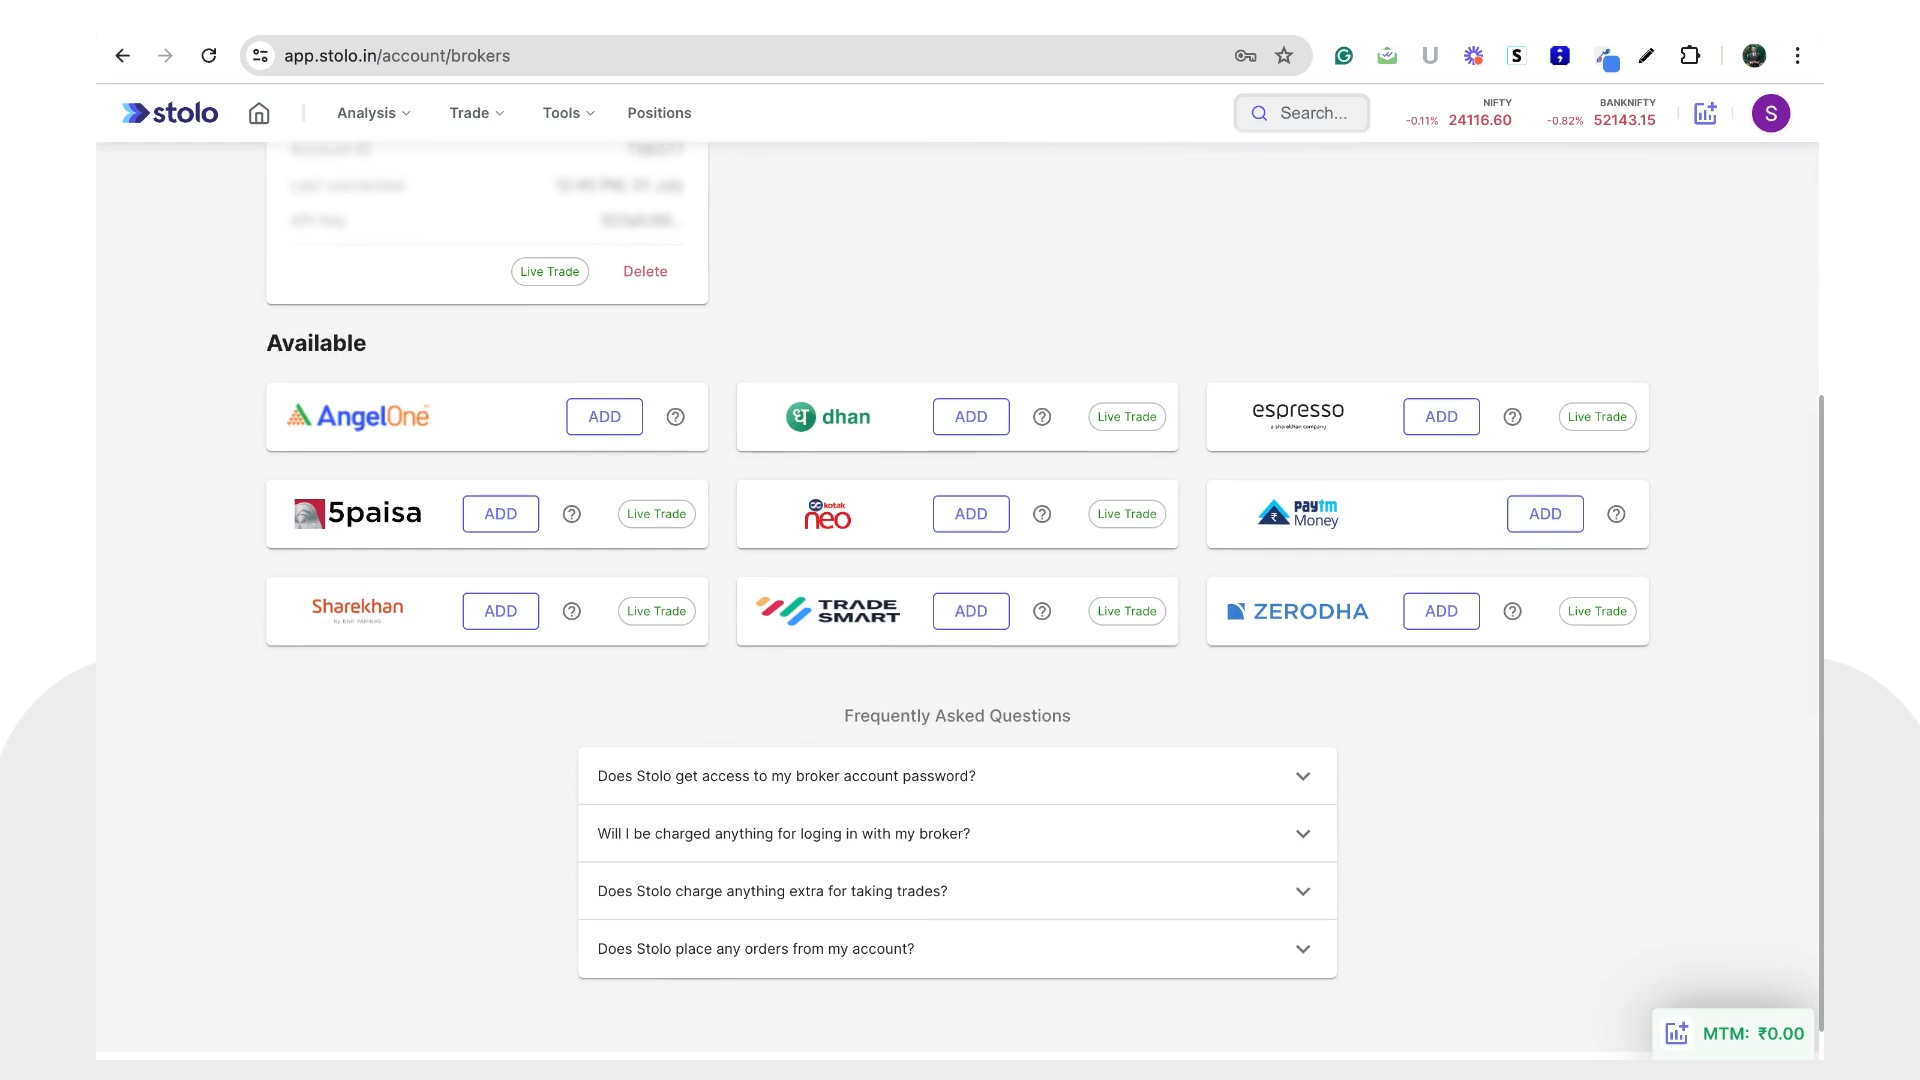 app.stolo.in/account/brokers
stolo
Analysis
Trade
Tools
Positions
Search...
NIFTY
-0.11% 24116.60
BANKNIFTY
-0.82% 52143.15
S
Live Trade
Delete
Available
AngelOne
ADD
dhan
ADD
Live Trade
espresso
a sharekhan company
ADD
Live Trade
5paisa
ADD
Live Trade
kotak
neo
ADD
Live Trade
paytm
Money
ADD
Sharekhan
by BNP PARIBAS
ADD
Live Trade
TRADE
SMART
ADD
Live Trade
ZERODHA
ADD
Live Trade
Frequently Asked Questions
Does Stolo get access to my broker account password?
Will I be charged anything for loging in with my broker?
Does Stolo charge anything extra for taking trades?
Does Stolo place any orders from my account?
MTM: ₹0.00